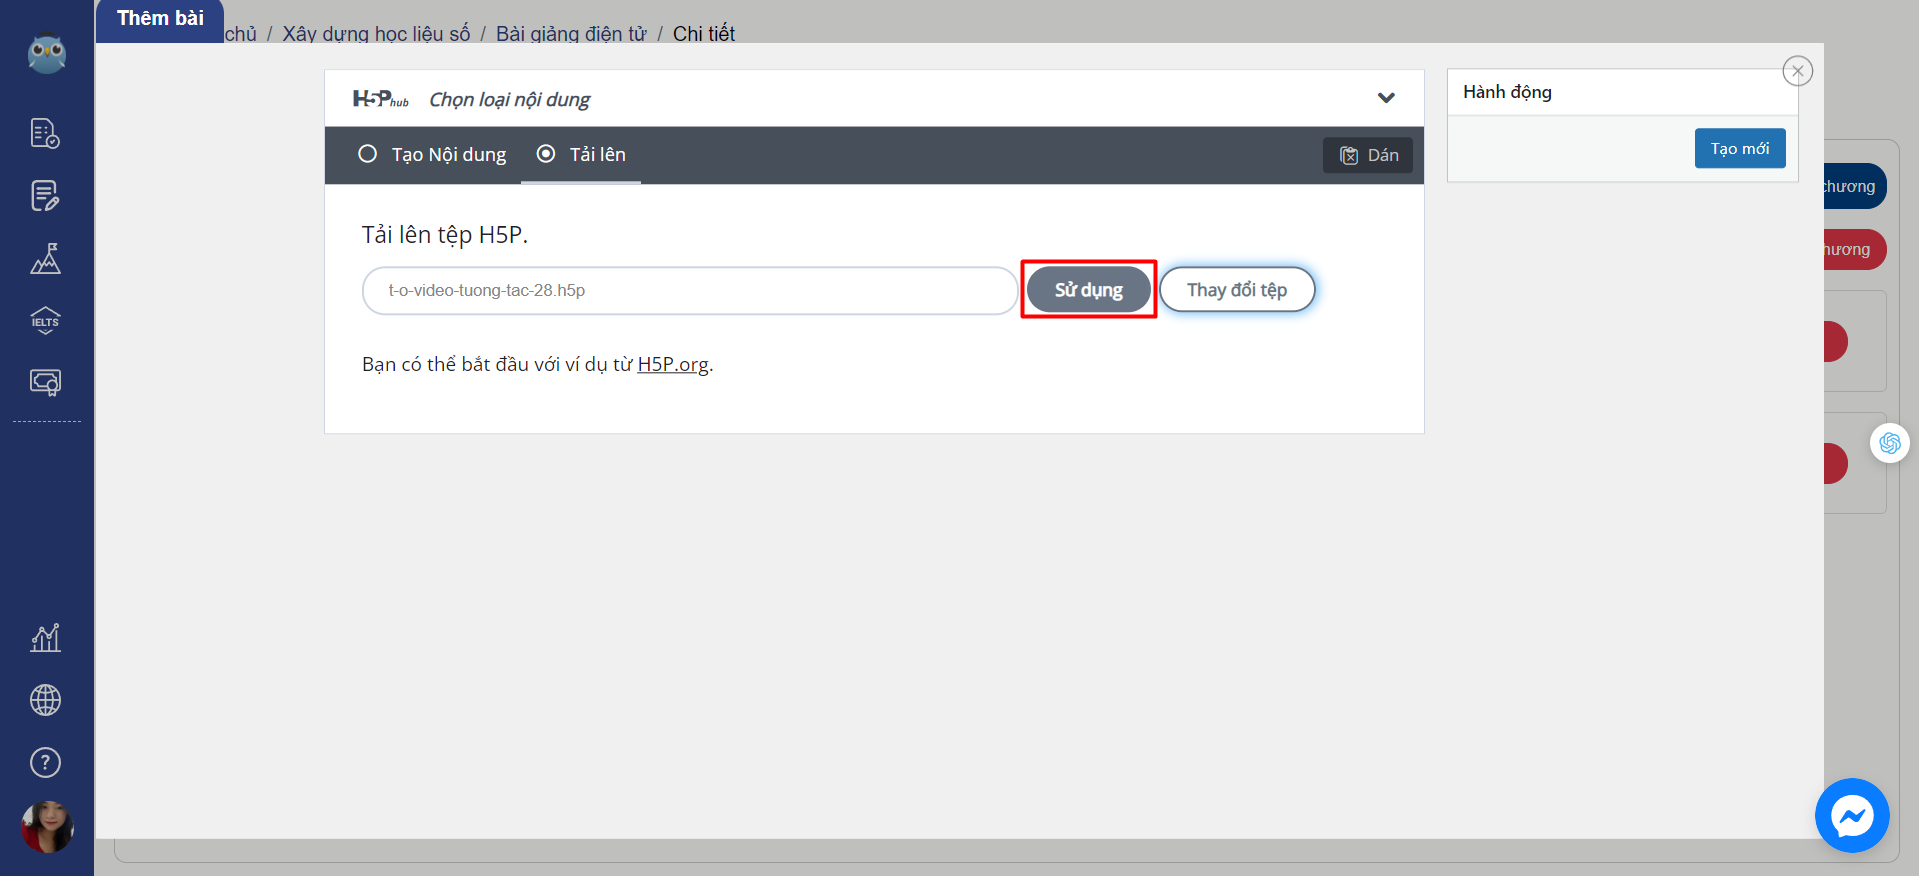 Thêm bài
chủ / Xây dựng học liệu số / Bài giảng điện tử / Chi tiết
H5P hub Chọn loại nội dung
Hành động
Tạo Nội dung Tải lên Dán
Tạo mới
chương
Tải lên tệp H5P.
hương
t-o-video-tuong-tac-28.h5p Sử dụng Thay đổi tệp
IELTS
Bạn có thể bắt đầu với ví dụ từ H5P.org.
?